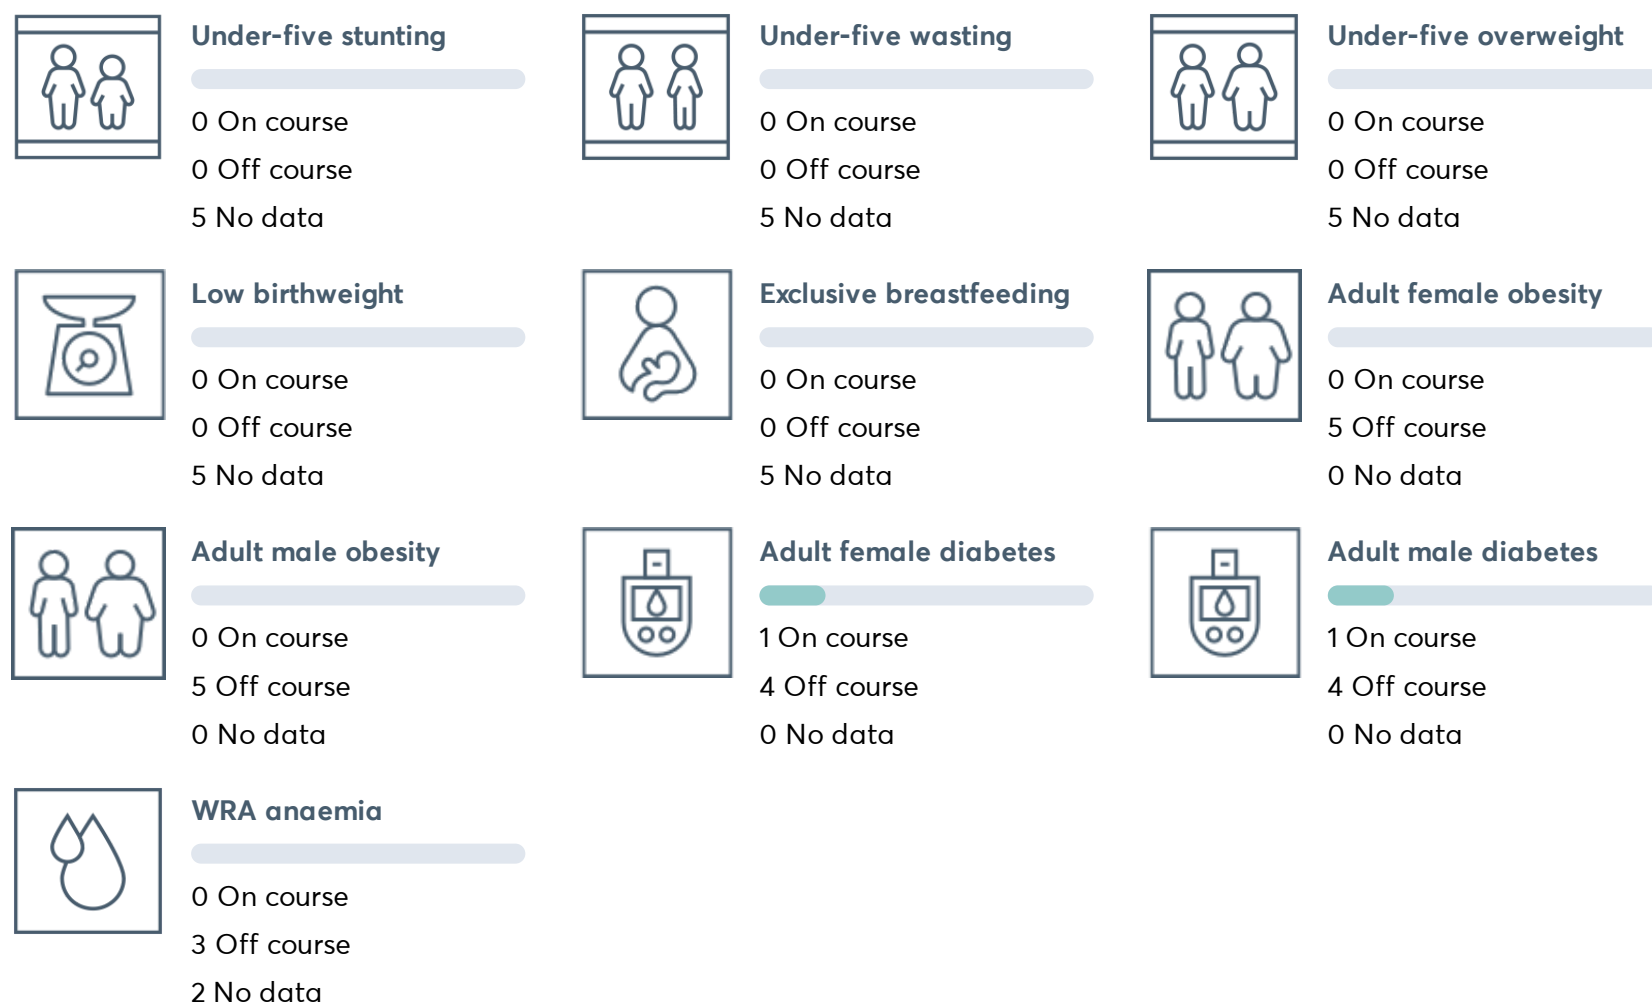 Under-five stunting
0 On course
0 Off course
5 No data
Under-five wasting
0 On course
0 Off course
5 No data
Under-five overweight
0 On course
0 Off course
5 No data
Low birthweight
0 On course
0 Off course
5 No data
Exclusive breastfeeding
0 On course
0 Off course
5 No data
Adult female obesity
0 On course
5 Off course
0 No data
Adult male obesity
0 On course
5 Off course
0 No data
Adult female diabetes
1 On course
4 Off course
0 No data
Adult male diabetes
1 On course
4 Off course
0 No data
WRA anaemia
0 On course
3 Off course
2 No data